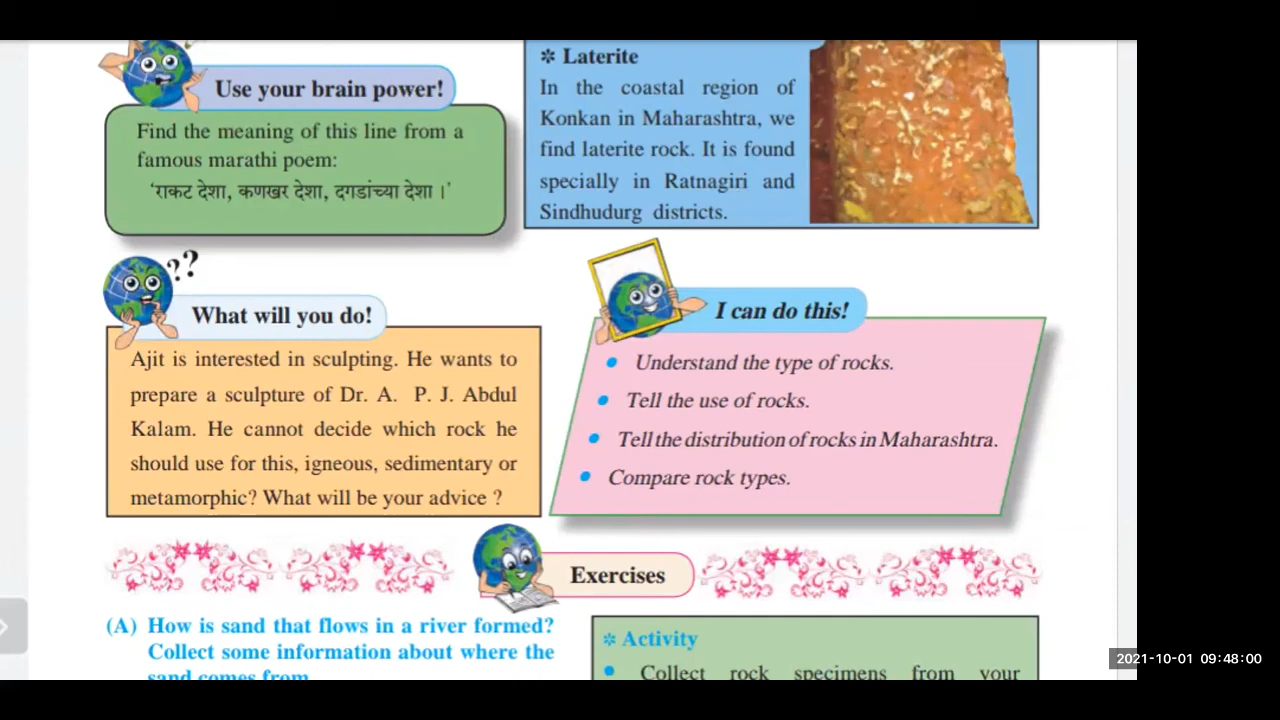 Use your brain power!
Find the meaning of this line from a
famous marathi poem:
‘राकट देशा, कणखर देशा, दगडांच्या देशा ।’
✲ Laterite
In the coastal region of
Konkan in Maharashtra, we
find laterite rock. It is found
specially in Ratnagiri and
Sindhudurg districts.
??
What will you do!
Ajit is interested in sculpting. He wants to
prepare a sculpture of Dr. A. P. J. Abdul
Kalam. He cannot decide which rock he
should use for this, igneous, sedimentary or
metamorphic? What will be your advice ?
I can do this!
• Understand the type of rocks.
• Tell the use of rocks.
• Tell the distribution of rocks in Maharashtra.
• Compare rock types.
Exercises
(A) How is sand that flows in a river formed?
Collect some information about where the
sand comes from
✲ Activity
• Collect rock specimens from your
2021-10-01 09:48:00